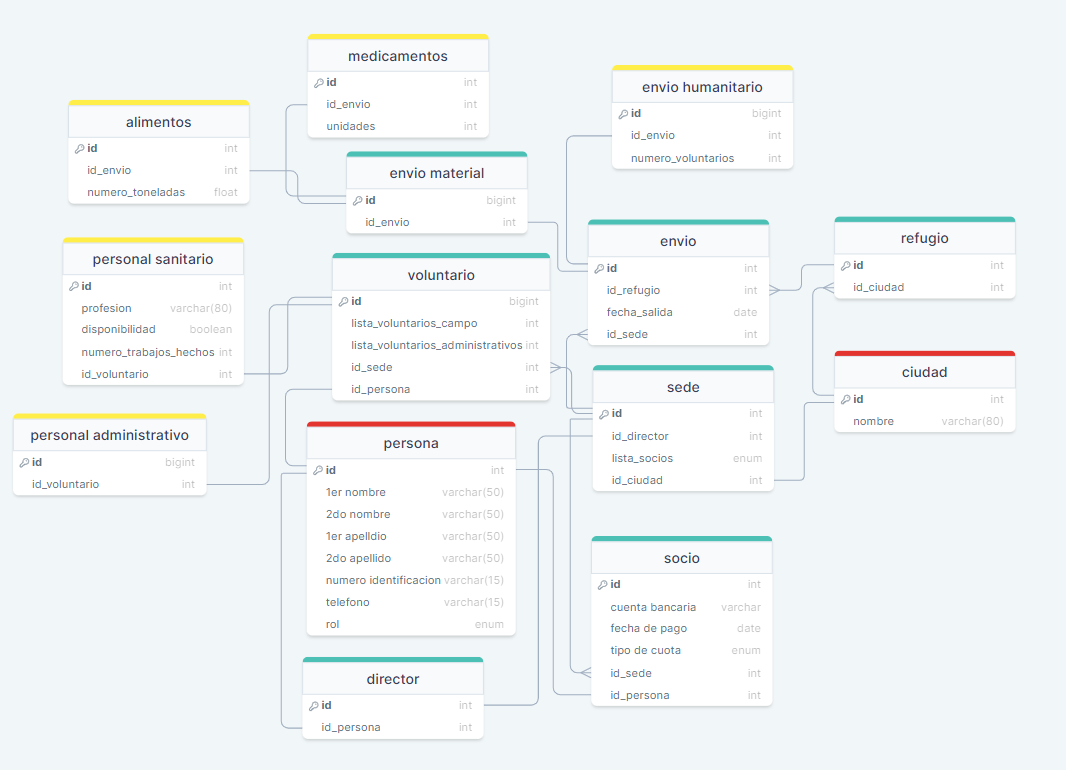 medicamentos
id int
id_envio int
unidades int
envio humanitario
id bigint
id_envio int
numero_voluntarios int
alimentos
id int
id_envio int
numero_toneladas float
envio material
id bigint
id_envio int
envio
id int
id_refugio int
fecha_salida date
id_sede int
refugio
id int
id_ciudad int
personal sanitario
id int
profesion varchar(80)
disponibilidad boolean
numero_trabajos_hechos int
id_voluntario int
voluntario
id bigint
lista_voluntarios_campo int
lista_voluntarios_administrativos int
id_sede int
id_persona int
ciudad
id int
nombre varchar(80)
sede
id int
id_director int
lista_socios enum
id_ciudad int
personal administrativo
id bigint
id_voluntario int
persona
id int
1er nombre varchar(50)
2do nombre varchar(50)
1er apelldio varchar(50)
2do apellido varchar(50)
numero identificacion varchar(15)
telefono varchar(15)
rol enum
socio
id int
cuenta bancaria varchar
fecha de pago date
tipo de cuota enum
id_sede int
id_persona int
director
id int
id_persona int